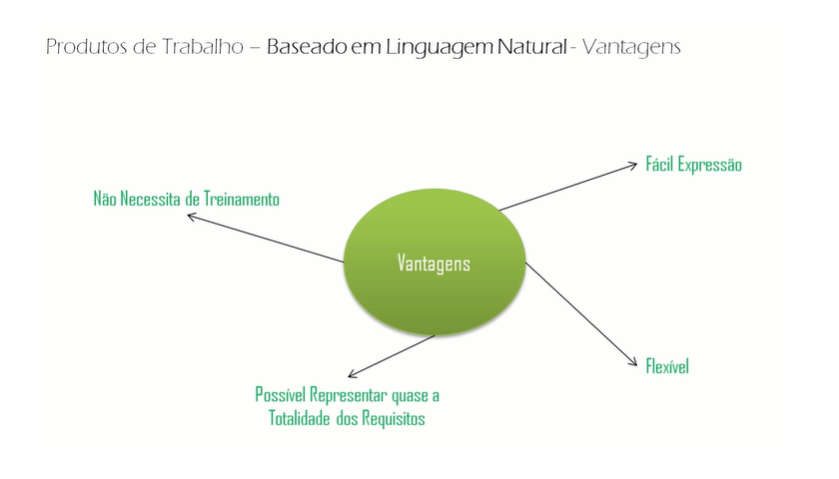 Produtos de Trabalho – Baseado em Linguagem Natural - Vantagens
Fácil Expressão
Não Necessita de Treinamento
Vantagens
Flexível
Possível Representar quase a
Totalidade dos Requisitos